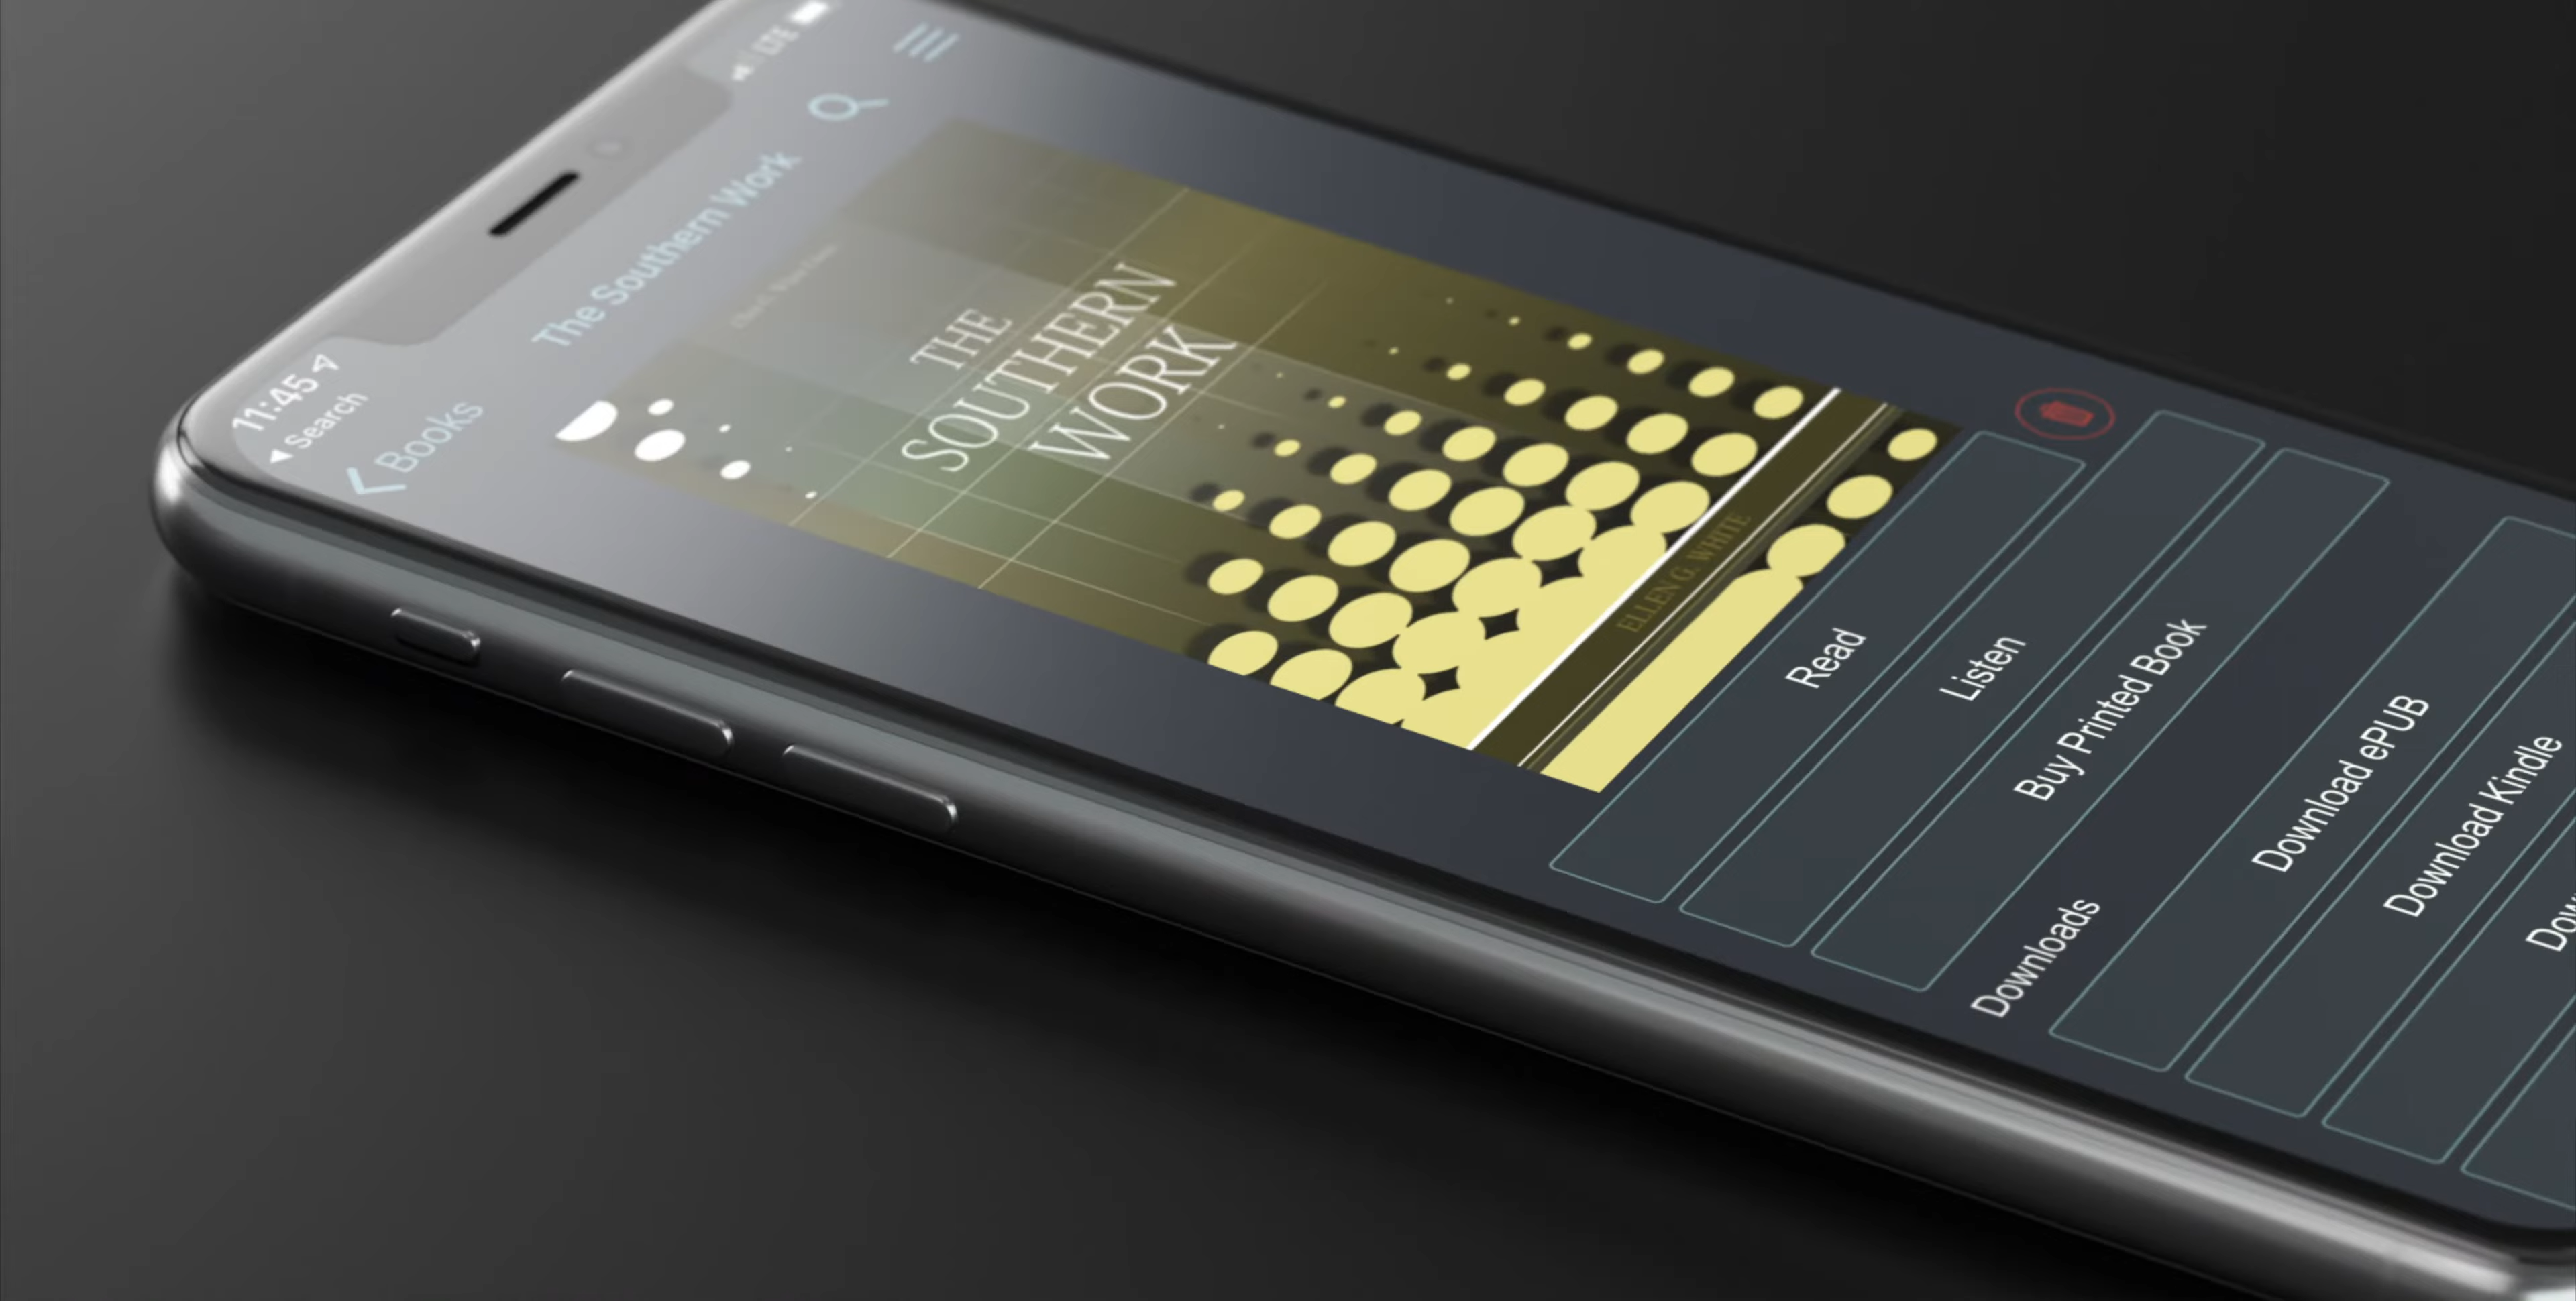 11:45
LTE
◀ Search
Books
The Southern Work
THE
SOUTHERN
WORK
ELLEN G. WHITE
Read
Listen
Buy Printed Book
Downloads
Download ePUB
Download Kindle